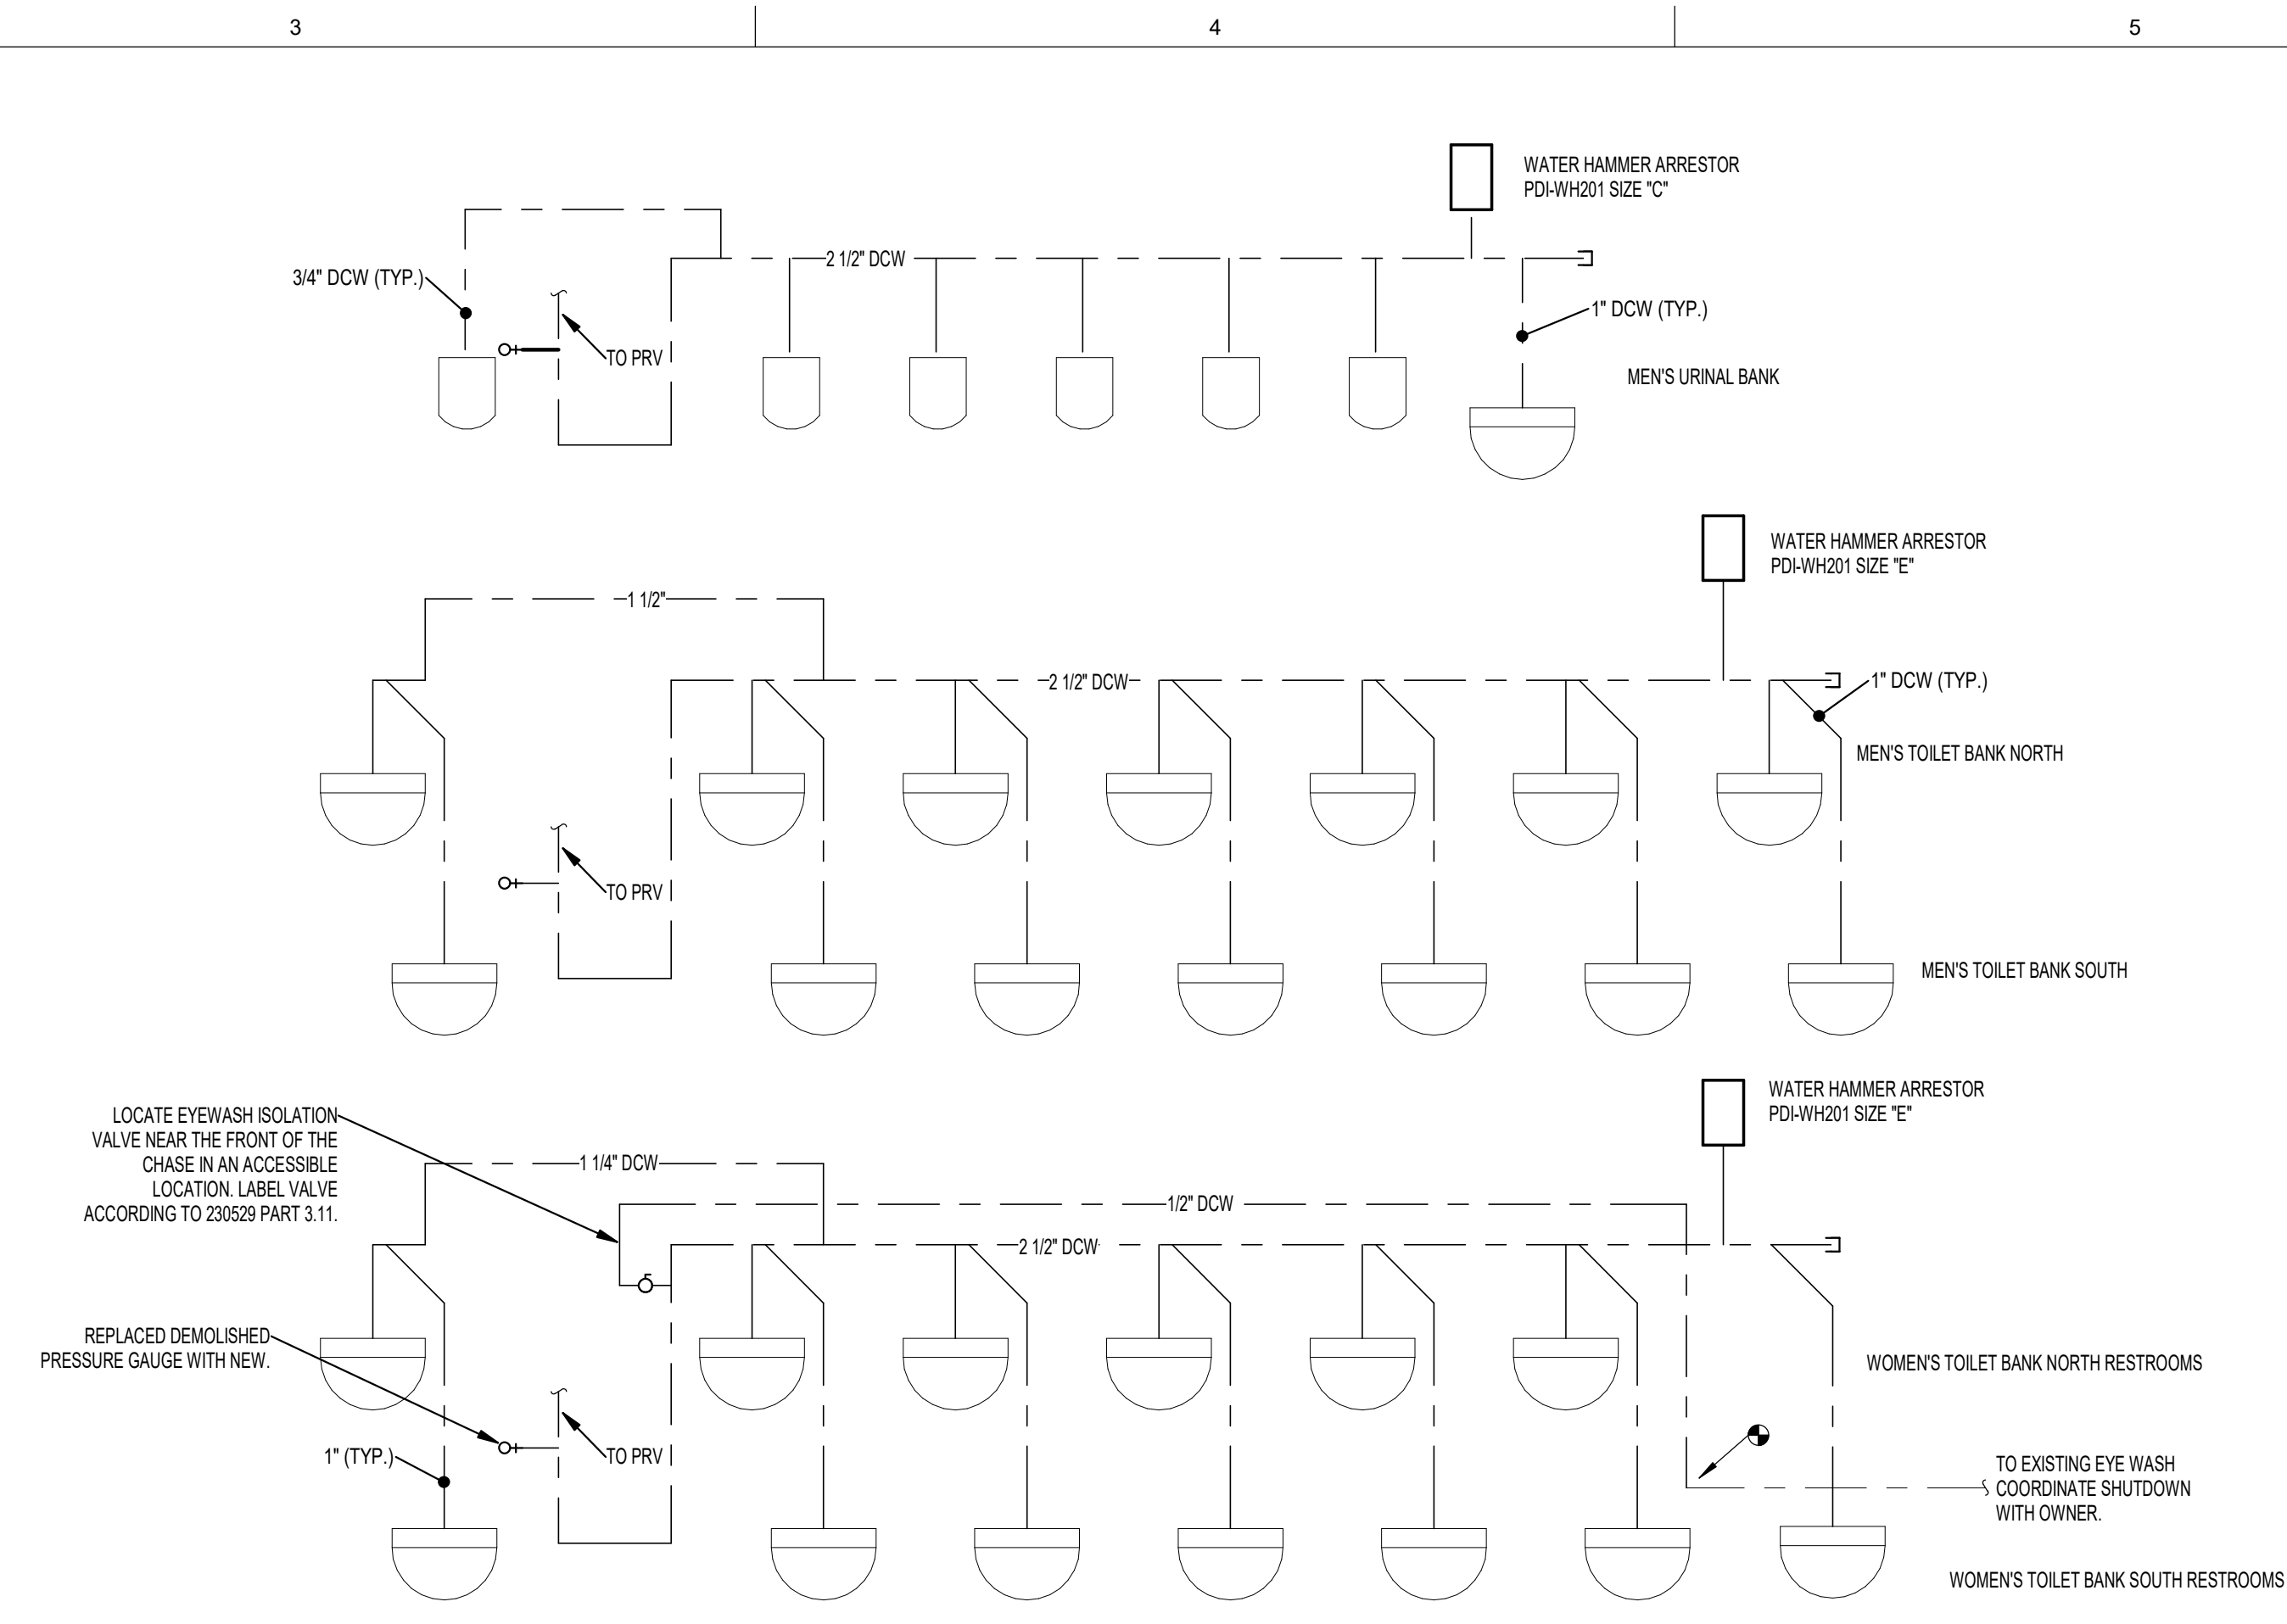 3
4
5
WATER HAMMER ARRESTOR
PDI-WH201 SIZE "C"
2 1/2" DCW
3/4" DCW (TYP.)
1" DCW (TYP.)
TO PRV
MEN'S URINAL BANK
WATER HAMMER ARRESTOR
PDI-WH201 SIZE "E"
1 1/2"
2 1/2" DCW
1" DCW (TYP.)
MEN'S TOILET BANK NORTH
TO PRV
MEN'S TOILET BANK SOUTH
WATER HAMMER ARRESTOR
PDI-WH201 SIZE "E"
LOCATE EYEWASH ISOLATION
VALVE NEAR THE FRONT OF THE
CHASE IN AN ACCESSIBLE
LOCATION. LABEL VALVE
ACCORDING TO 230529 PART 3.11.
1 1/4" DCW
1/2" DCW
2 1/2" DCW
REPLACED DEMOLISHED
PRESSURE GAUGE WITH NEW.
WOMEN'S TOILET BANK NORTH RESTROOMS
1" (TYP.)
TO PRV
TO EXISTING EYE WASH
COORDINATE SHUTDOWN
WITH OWNER.
WOMEN'S TOILET BANK SOUTH RESTROOMS